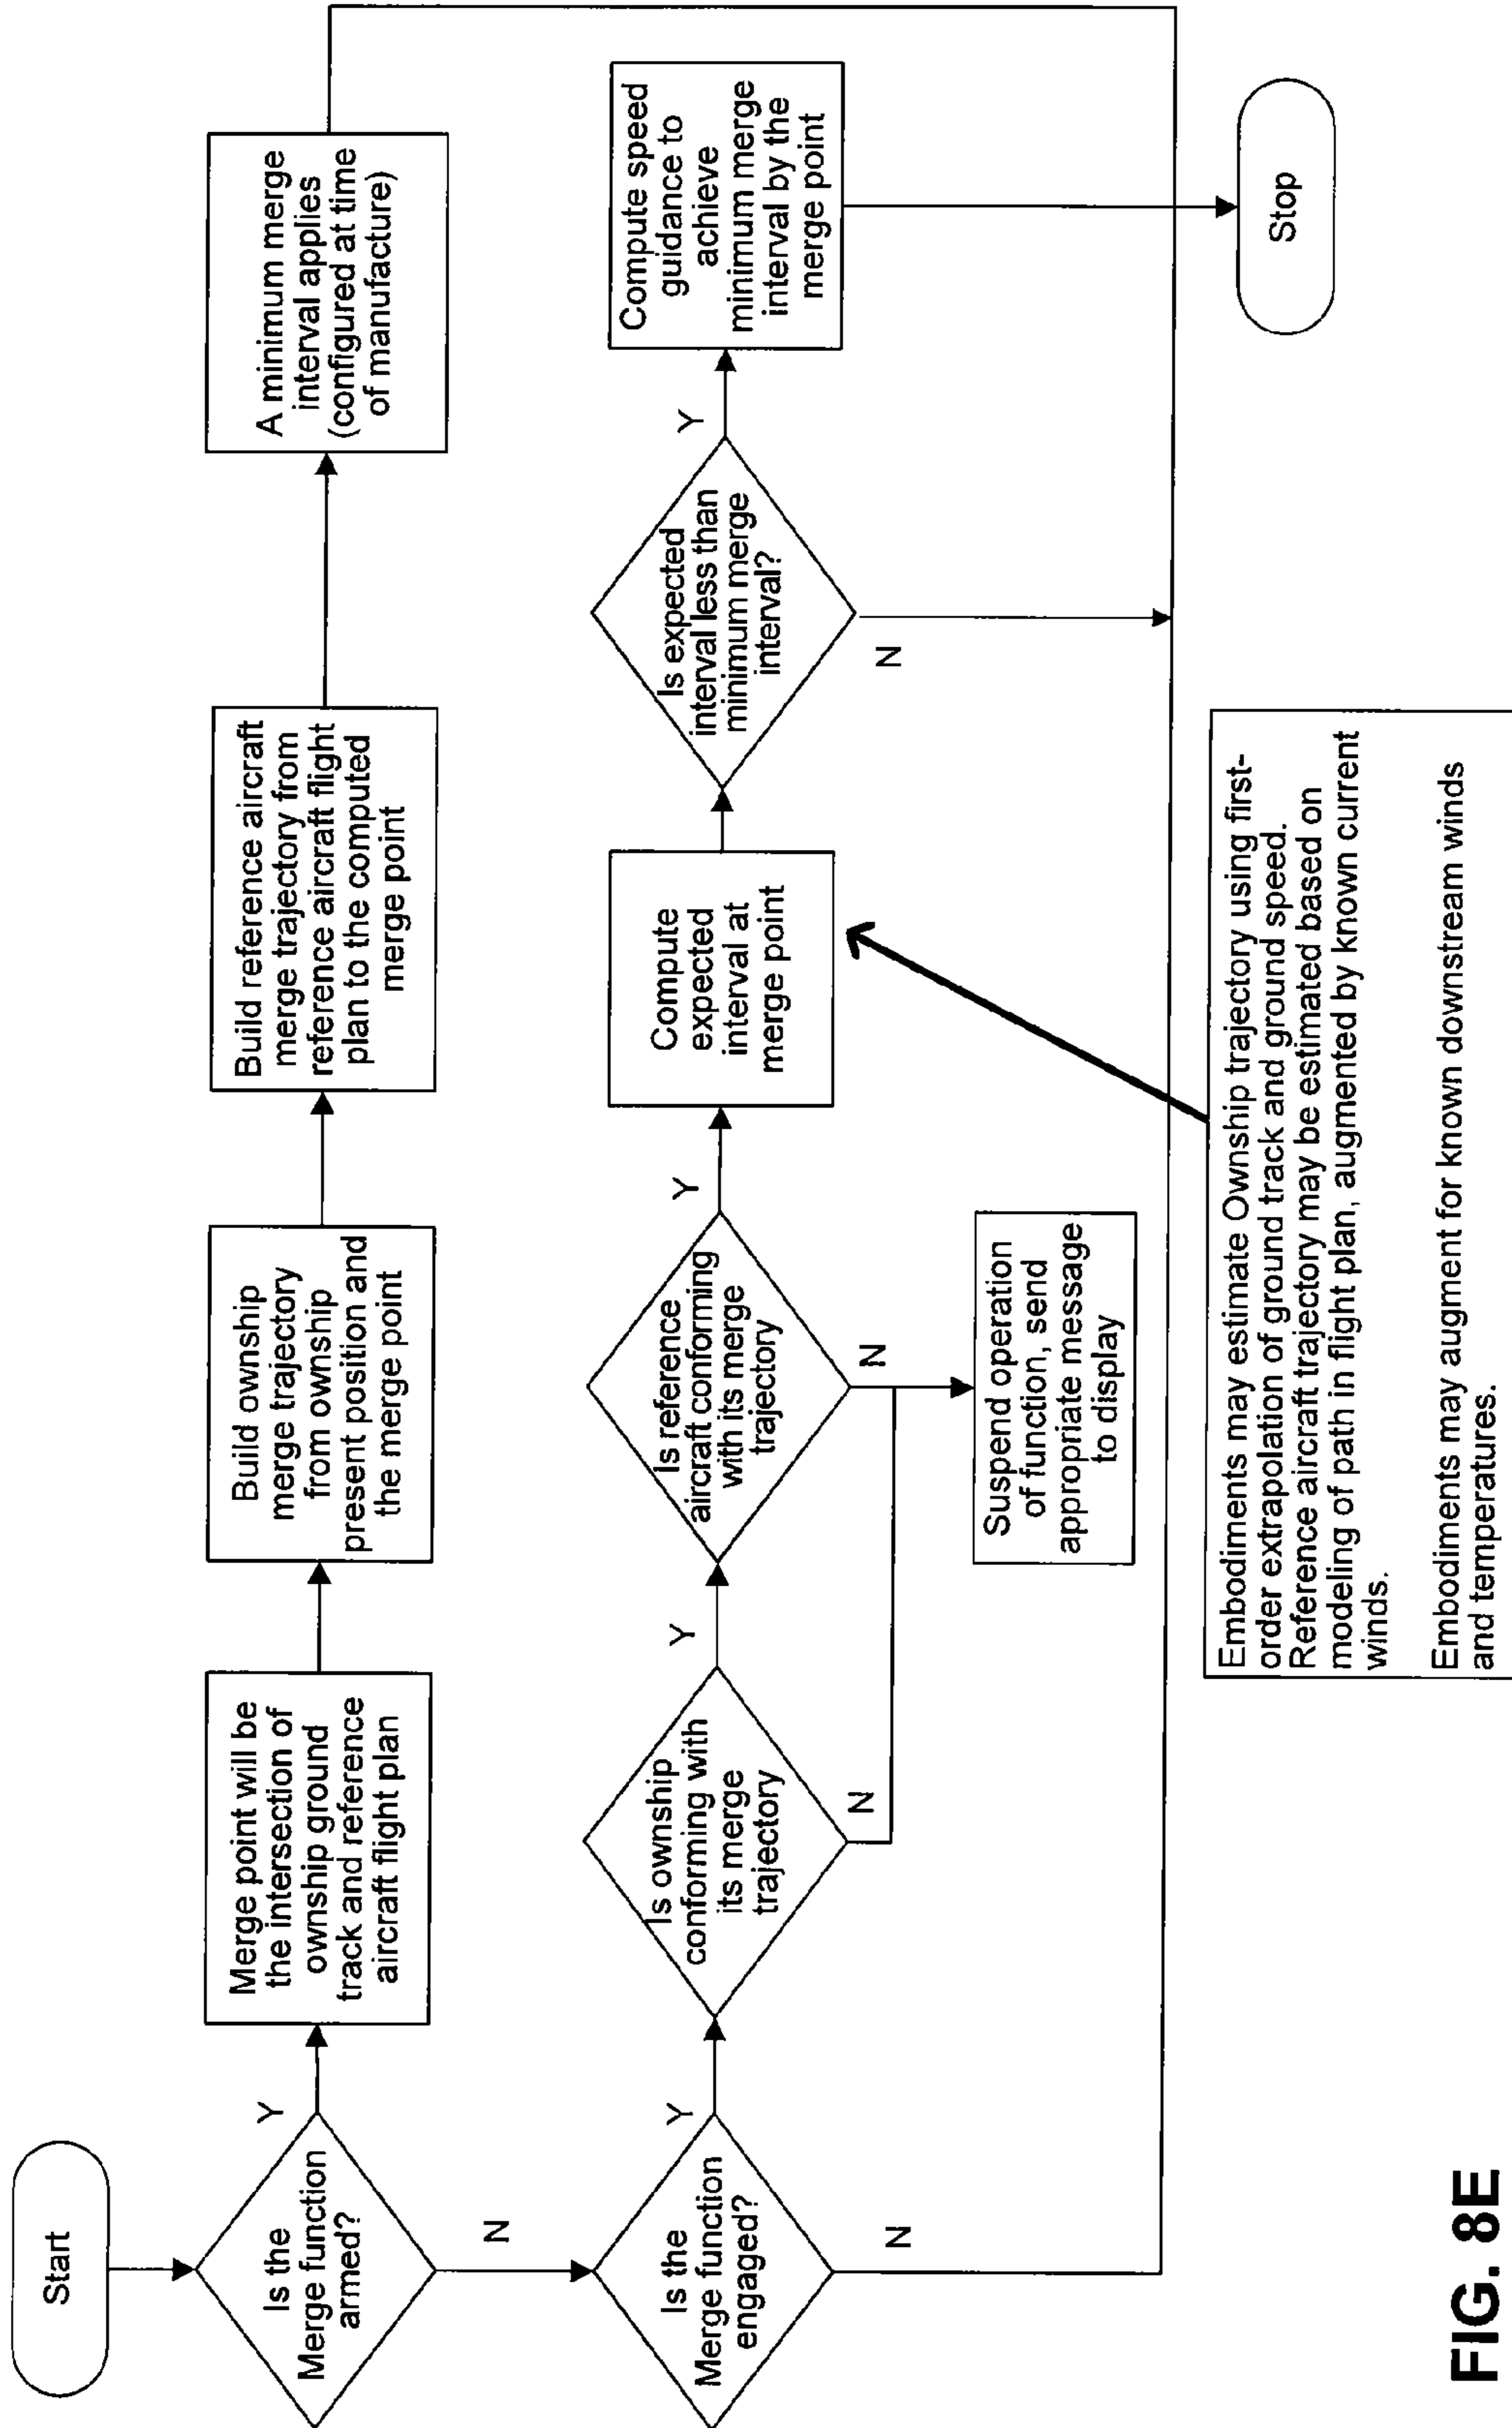 Start
Is the
Merge function
armed?
Y
N
Merge point will be
the intersection of
ownship ground
track and reference
aircraft flight plan
Build ownship
merge trajectory
from ownship
present position and
the merge point
Build reference aircraft
merge trajectory from
reference aircraft flight
plan to the computed
merge point
A minimum merge
interval applies
(configured at time
of manufacture)
Is the
Merge function
engaged?
Y
N
Is ownship
conforming with
its merge
trajectory
Y
N
Is reference
aircraft conforming
with its merge
trajectory
Y
N
Suspend operation
of function, send
appropriate message
to display
Compute
expected
interval at
merge point
Is expected
interval less than
minimum merge
interval?
Y
N
Compute speed
guidance to
achieve
minimum merge
interval by the
merge point
Stop
Embodiments may estimate Ownship trajectory using first-
order extrapolation of ground track and ground speed.
Reference aircraft trajectory may be estimated based on
modeling of path in flight plan, augmented by known current
winds.
Embodiments may augment for known downstream winds
and temperatures.
FIG. 8E